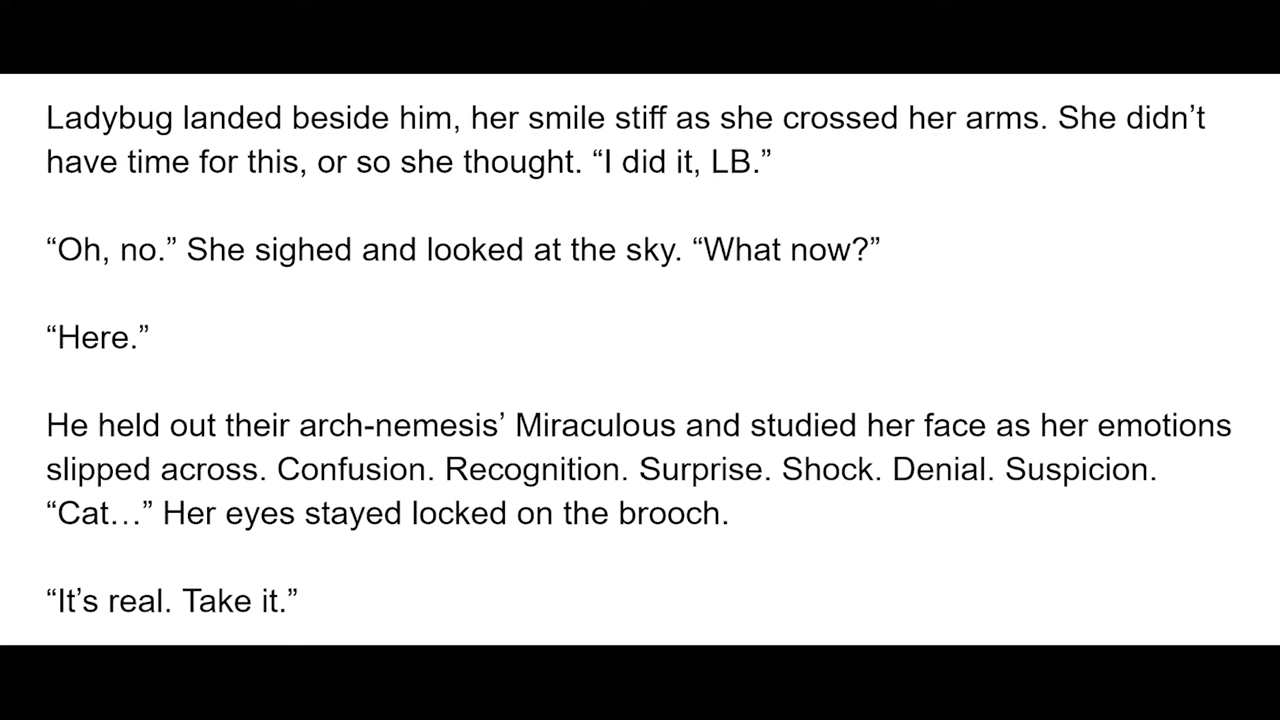 Ladybug landed beside him, her smile stiff as she crossed her arms. She didn’t
have time for this, or so she thought. “I did it, LB.”
“Oh, no.” She sighed and looked at the sky. “What now?”
“Here.”
He held out their arch-nemesis’ Miraculous and studied her face as her emotions
slipped across. Confusion. Recognition. Surprise. Shock. Denial. Suspicion.
“Cat…” Her eyes stayed locked on the brooch.
“It’s real. Take it.”